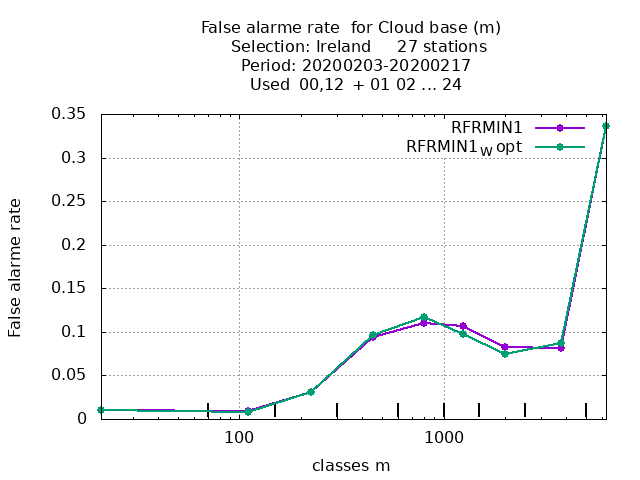 False alarme rate  for Cloud base (m)
Selection: Ireland     27 stations
Period: 20200203-20200217
Used  00,12  + 01 02 ... 24
RFRMIN1
RFRMIN1W opt
0.35
0.3
0.25
0.2
0.15
0.1
0.05
0
False alarme rate
100
1000
classes m